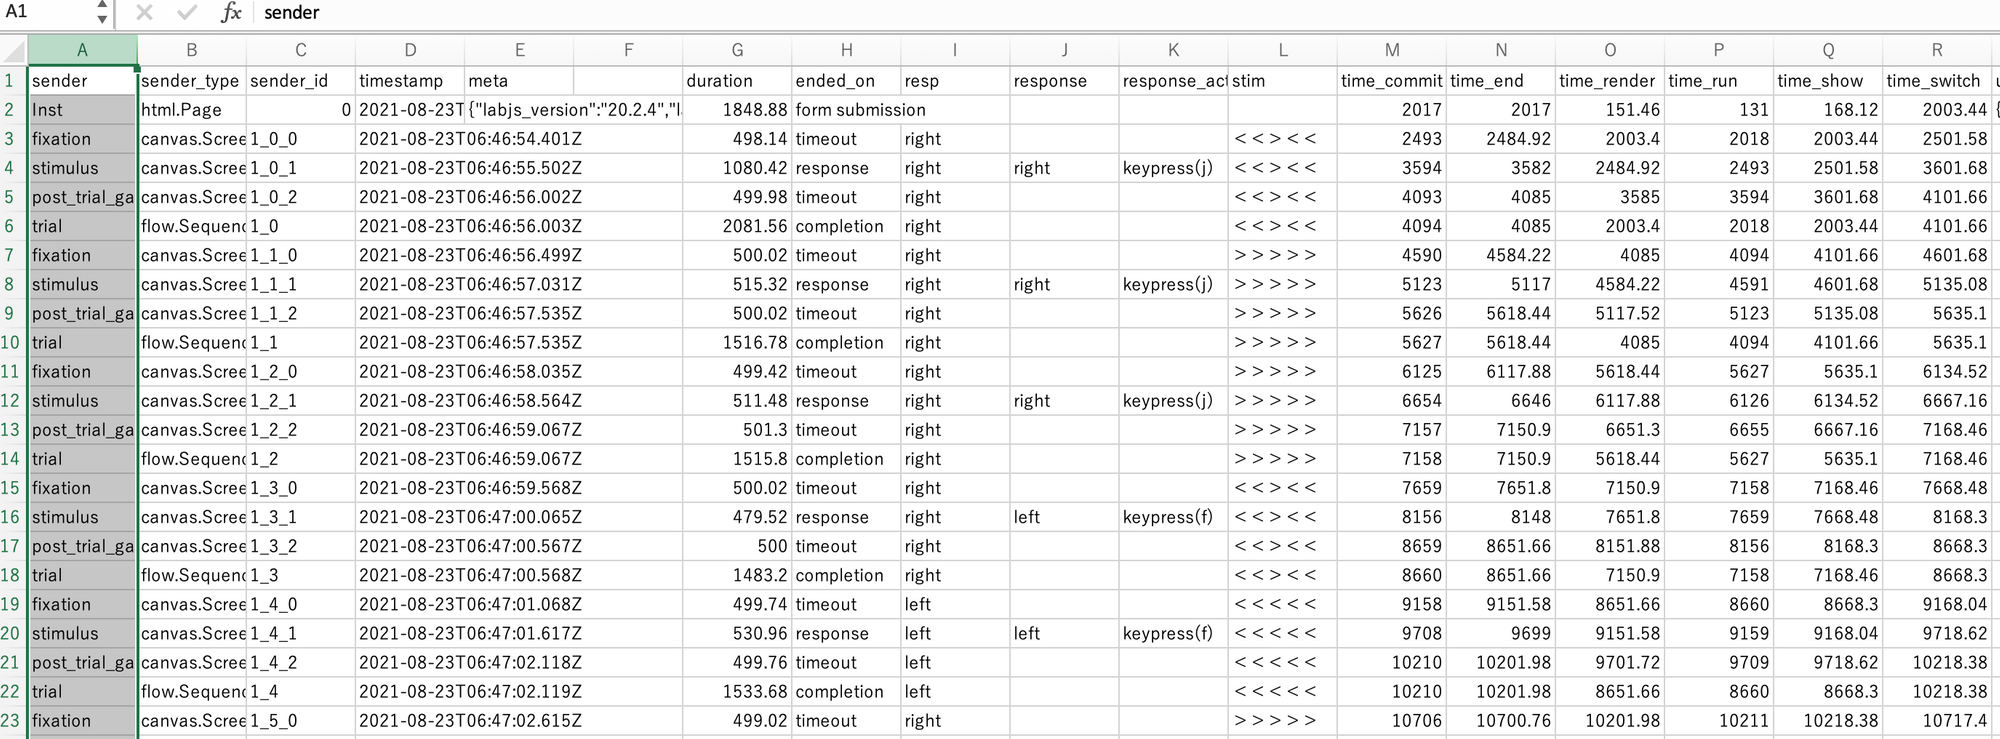 A1 fx sender
A B C D E F G H I J K L M N O P Q R
1 sender sender_type sender_id timestamp meta duration ended_on resp response response_act stim time_commit time_end time_render time_run time_show time_switch
2 Inst html.Page 0 2021-08-23T {"labjs_version":"20.2.4","l 1848.88 form submission 2017 2017 151.46 131 168.12 2003.44 {
3 fixation canvas.Scree 1_0_0 2021-08-23T06:46:54.401Z 498.14 timeout right < < > < < 2493 2484.92 2003.4 2018 2003.44 2501.58
4 stimulus canvas.Scree 1_0_1 2021-08-23T06:46:55.502Z 1080.42 response right right keypress(j) < < > < < 3594 3582 2484.92 2493 2501.58 3601.68
5 post_trial_ga canvas.Scree 1_0_2 2021-08-23T06:46:56.002Z 499.98 timeout right < < > < < 4093 4085 3585 3594 3601.68 4101.66
6 trial flow.Sequenc 1_0 2021-08-23T06:46:56.003Z 2081.56 completion right < < > < < 4094 4085 2003.4 2018 2003.44 4101.66
7 fixation canvas.Scree 1_1_0 2021-08-23T06:46:56.499Z 500.02 timeout right > > > > > 4590 4584.22 4085 4094 4101.66 4601.68
8 stimulus canvas.Scree 1_1_1 2021-08-23T06:46:57.031Z 515.32 response right right keypress(j) > > > > > 5123 5117 4584.22 4591 4601.68 5135.08
9 post_trial_ga canvas.Scree 1_1_2 2021-08-23T06:46:57.535Z 500.02 timeout right > > > > > 5626 5618.44 5117.52 5123 5135.08 5635.1
10 trial flow.Sequenc 1_1 2021-08-23T06:46:57.535Z 1516.78 completion right > > > > > 5627 5618.44 4085 4094 4101.66 5635.1
11 fixation canvas.Scree 1_2_0 2021-08-23T06:46:58.035Z 499.42 timeout right > > > > > 6125 6117.88 5618.44 5627 5635.1 6134.52
12 stimulus canvas.Scree 1_2_1 2021-08-23T06:46:58.564Z 511.48 response right right keypress(j) > > > > > 6654 6646 6117.88 6126 6134.52 6667.16
13 post_trial_ga canvas.Scree 1_2_2 2021-08-23T06:46:59.067Z 501.3 timeout right > > > > > 7157 7150.9 6651.3 6655 6667.16 7168.46
14 trial flow.Sequenc 1_2 2021-08-23T06:46:59.067Z 1515.8 completion right > > > > > 7158 7150.9 5618.44 5627 5635.1 7168.46
15 fixation canvas.Scree 1_3_0 2021-08-23T06:46:59.568Z 500.02 timeout right < < > < < 7659 7651.8 7150.9 7158 7168.46 7668.48
16 stimulus canvas.Scree 1_3_1 2021-08-23T06:47:00.065Z 479.52 response right left keypress(f) < < > < < 8156 8148 7651.8 7659 7668.48 8168.3
17 post_trial_ga canvas.Scree 1_3_2 2021-08-23T06:47:00.567Z 500 timeout right < < > < < 8659 8651.66 8151.88 8156 8168.3 8668.3
18 trial flow.Sequenc 1_3 2021-08-23T06:47:00.568Z 1483.2 completion right < < > < < 8660 8651.66 7150.9 7158 7168.46 8668.3
19 fixation canvas.Scree 1_4_0 2021-08-23T06:47:01.068Z 499.74 timeout left < < < < < 9158 9151.58 8651.66 8660 8668.3 9168.04
20 stimulus canvas.Scree 1_4_1 2021-08-23T06:47:01.617Z 530.96 response left left keypress(f) < < < < < 9708 9699 9151.58 9159 9168.04 9718.62
21 post_trial_ga canvas.Scree 1_4_2 2021-08-23T06:47:02.118Z 499.76 timeout left < < < < < 10210 10201.98 9701.72 9709 9718.62 10218.38
22 trial flow.Sequenc 1_4 2021-08-23T06:47:02.119Z 1533.68 completion left < < < < < 10210 10201.98 8651.66 8660 8668.3 10218.38
23 fixation canvas.Scree 1_5_0 2021-08-23T06:47:02.615Z 499.02 timeout right > > > > > 10706 10700.76 10201.98 10211 10218.38 10717.4